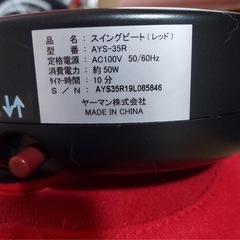 品名：スイングビート（レッド）
型名：AYS-35R
定格電源：AC100V 50/60Hz
消費電力：約50W
ﾀｲﾏｰ時間：10分
S／N：AYS35R19L085846
ヤーマン株式会社
MADE IN CHINA